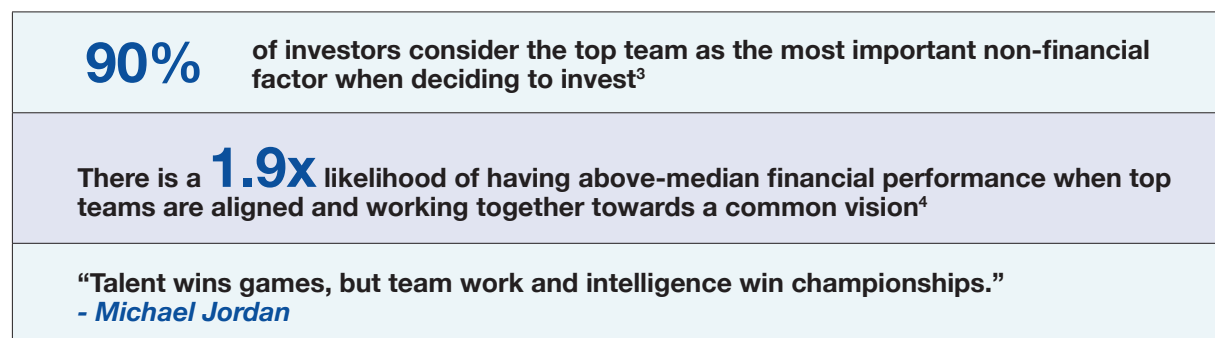 90% of investors consider the top team as the most important non-financial
factor when deciding to invest³
There is a 1.9x likelihood of having above-median financial performance when top
teams are aligned and working together towards a common vision⁴
“Talent wins games, but team work and intelligence win championships.”
- Michael Jordan